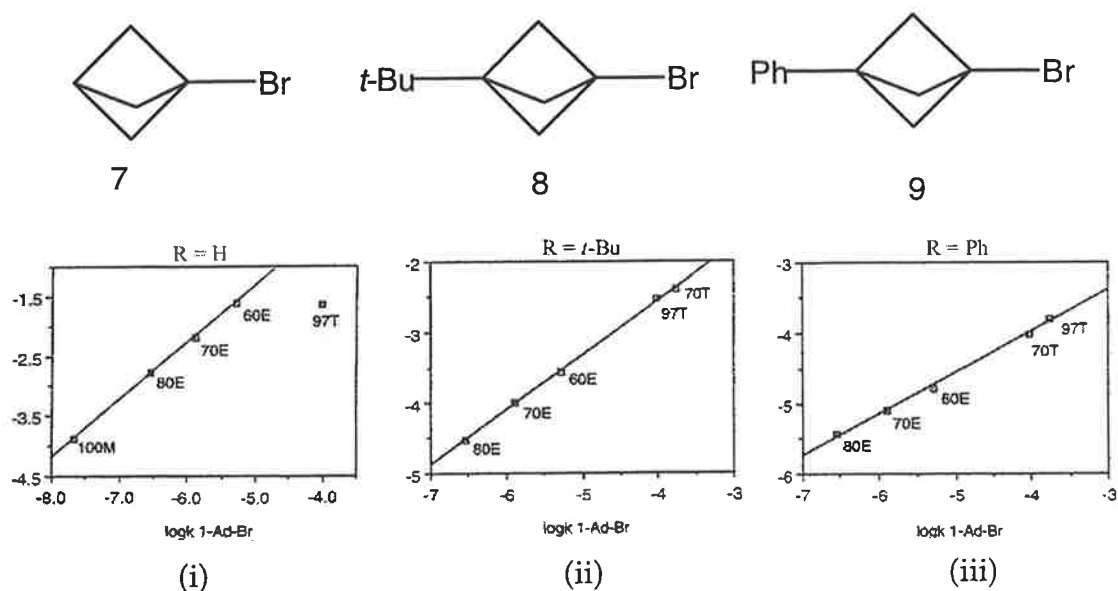 Br
t-Bu Br
Ph Br
7 8 9
R = H
-1.5
-2.5
-3.5
-4.5
-8.0 -7.0 -6.0 -5.0 -4.0
60E
97T
70E
80E
100M
logk 1-Ad-Br
(i)
R = t-Bu
-2
-3
-4
-5
-7 -6 -5 -4 -3
70T
97T
60E
70E
80E
logk 1-Ad-Br
(ii)
R = Ph
-3
-4
-5
-6
-7 -6 -5 -4 -3
97T
70T
60E
70E
80E
logk 1-Ad-Br
(iii)